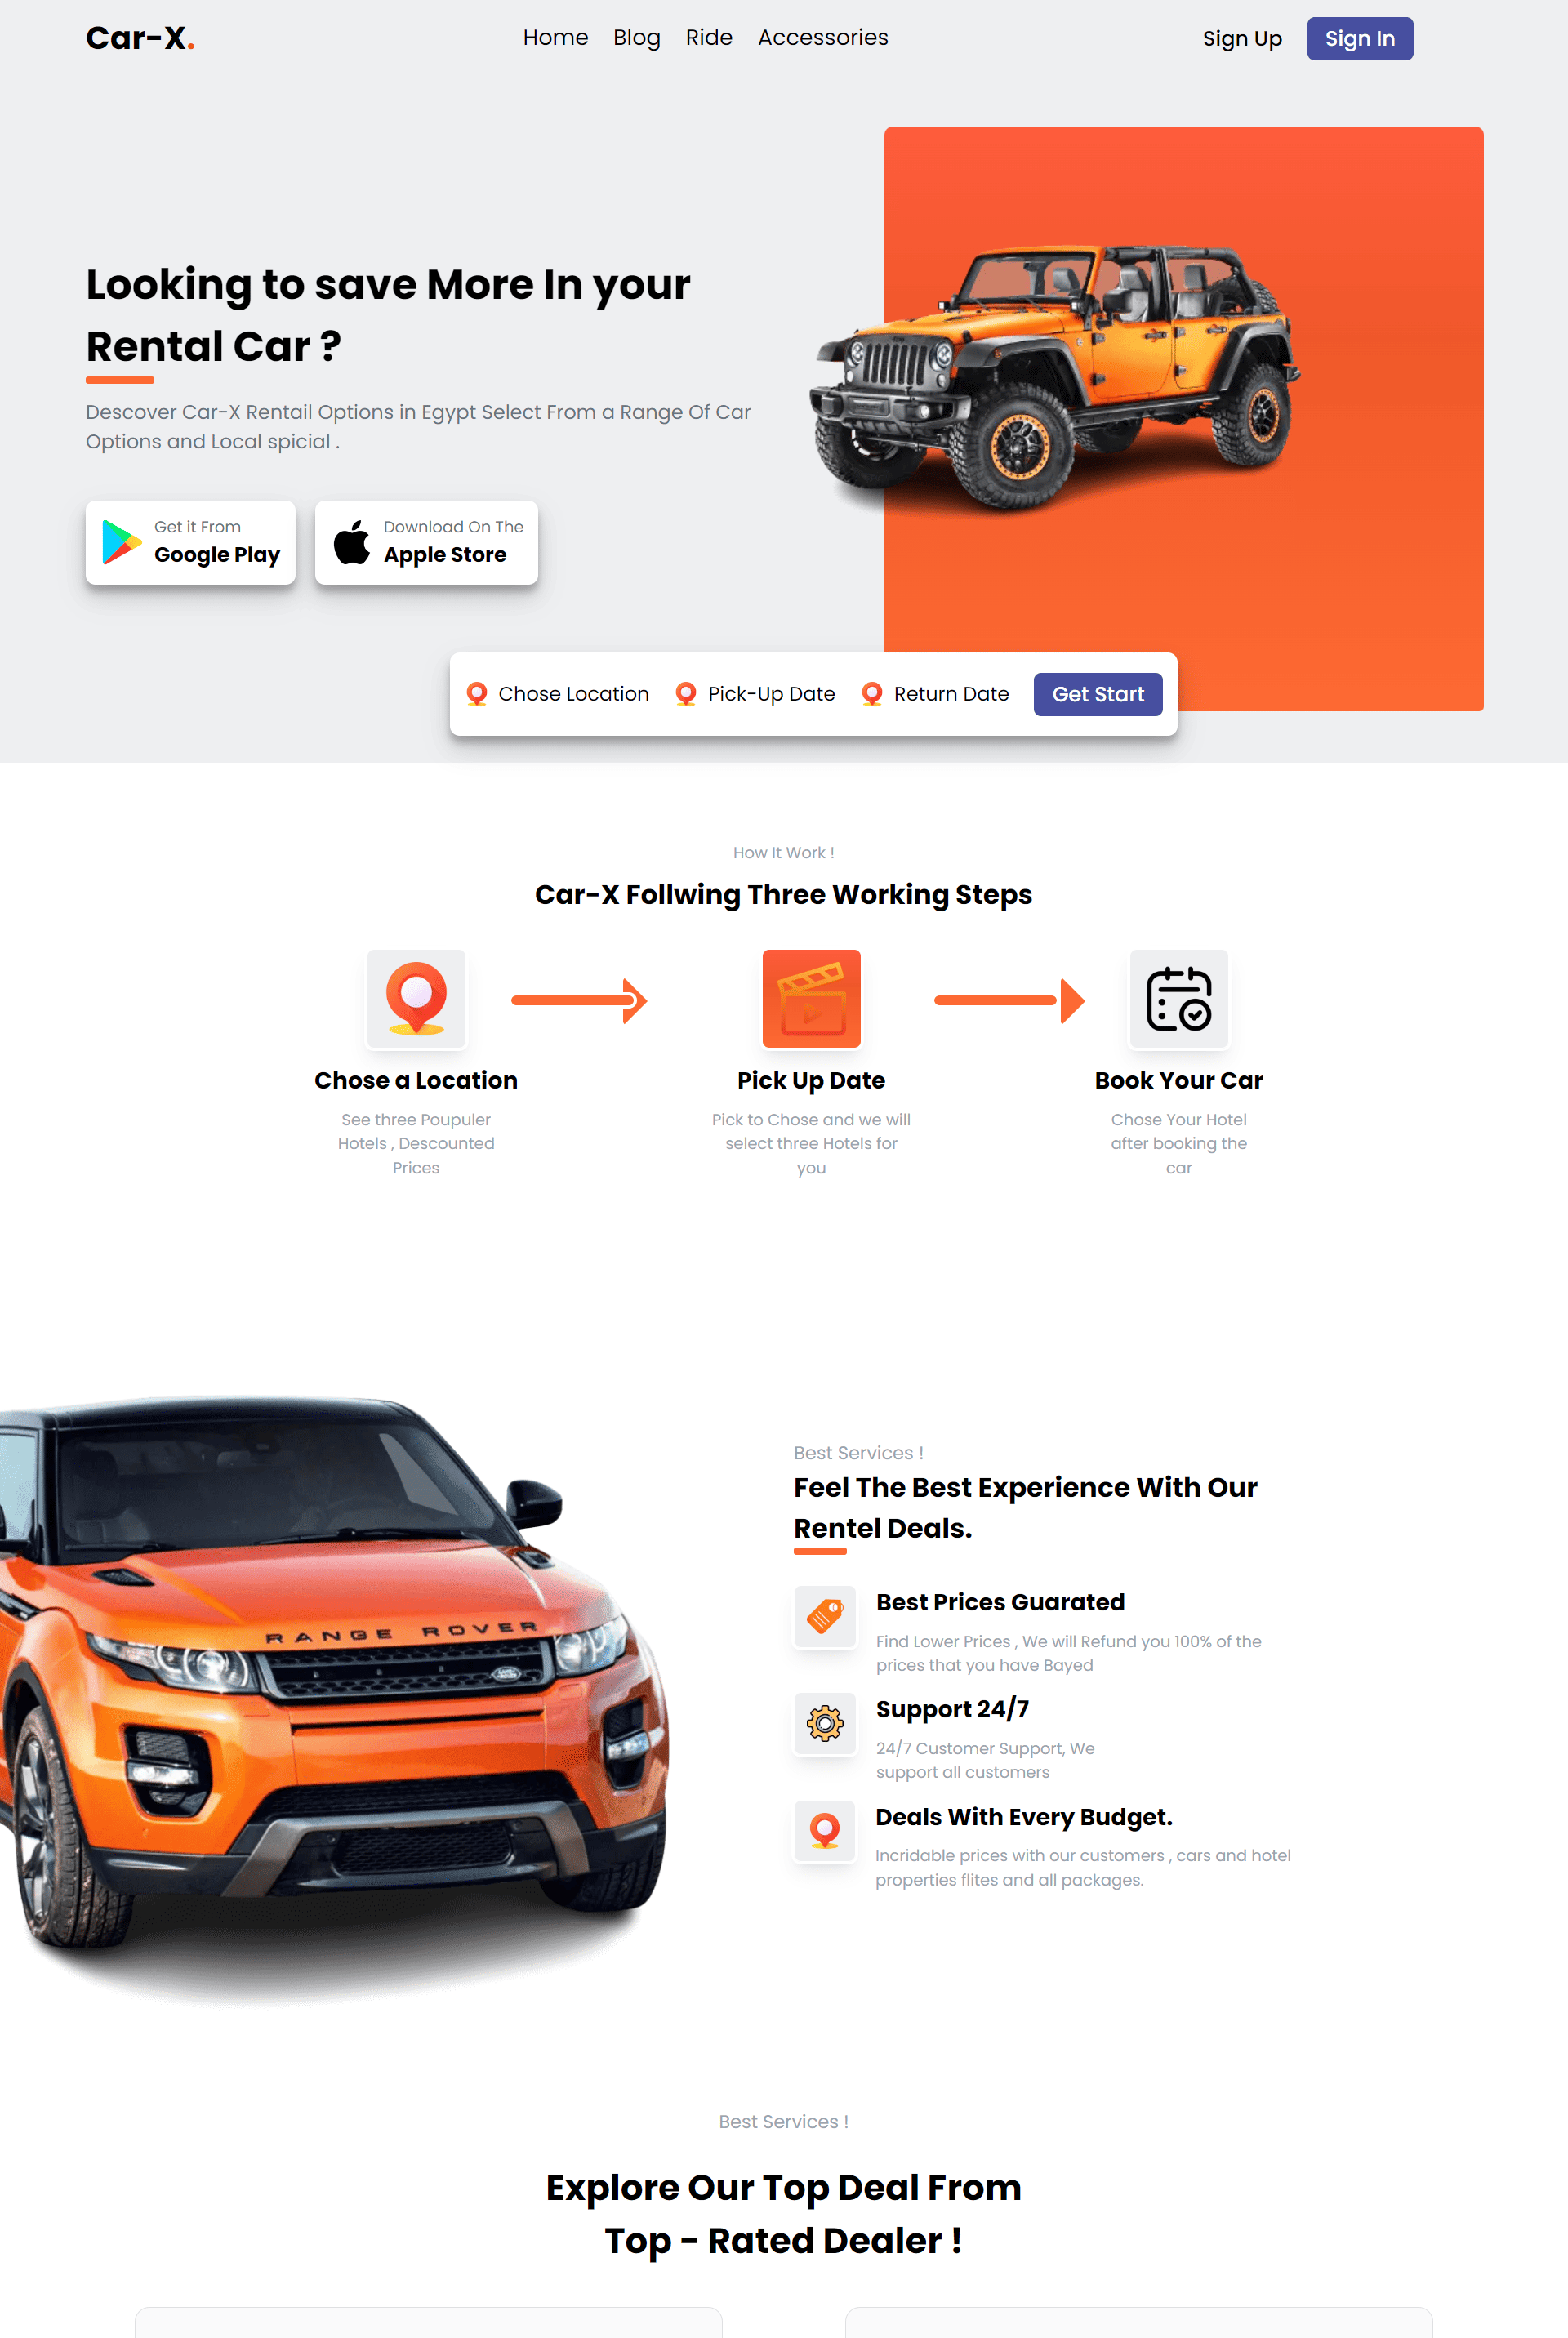 Car-X.
Home Blog Ride Accessories
Sign Up Sign In
Looking to save More In your
Rental Car ?
Descover Car-X Rentail Options in Egypt Select From a Range Of Car
Options and Local spicial .
Get it From
Google Play
Download On The
Apple Store
Chose Location Pick-Up Date Return Date Get Start
How It Work !
Car-X Follwing Three Working Steps
Chose a Location
See three Poupuler
Hotels , Descounted
Prices
Pick Up Date
Pick to Chose and we will
select three Hotels for
you
Book Your Car
Chose Your Hotel
after booking the
car
RANGE ROVER
Best Services !
Feel The Best Experience With Our
Rentel Deals.
Best Prices Guarated
Find Lower Prices , We will Refund you 100% of the
prices that you have Bayed
Support 24/7
24/7 Customer Support, We
support all customers
Deals With Every Budget.
Incridable prices with our customers , cars and hotel
properties flites and all packages.
Best Services !
Explore Our Top Deal From
Top - Rated Dealer !